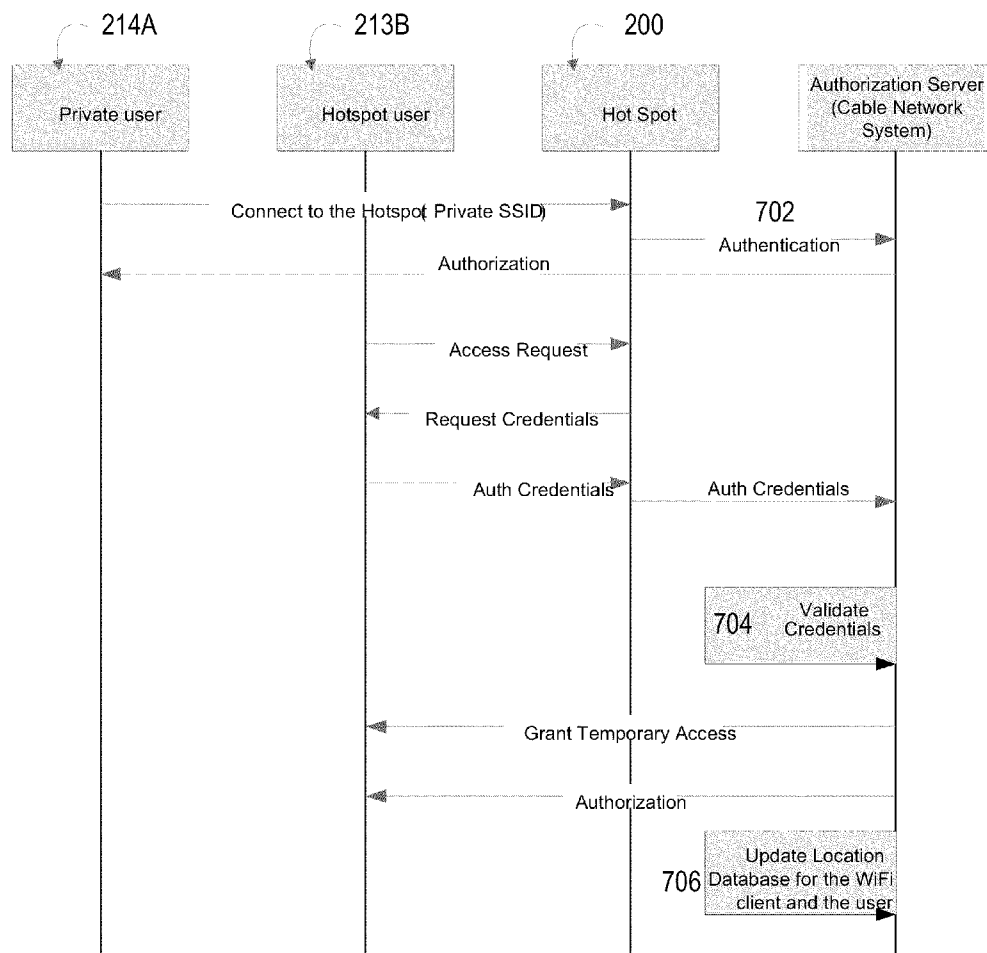 214A
213B
200
Private user
Hotspot user
Hot Spot
Authorization Server
(Cable Network
System)
Connect to the Hotspot( Private SSID)
702
Authentication
Authorization
Access Request
Request Credentials
Auth Credentials
Auth Credentials
704
Validate
Credentials
Grant Temporary Access
Authorization
706
Update Location
Database for the WiFi
client and the user